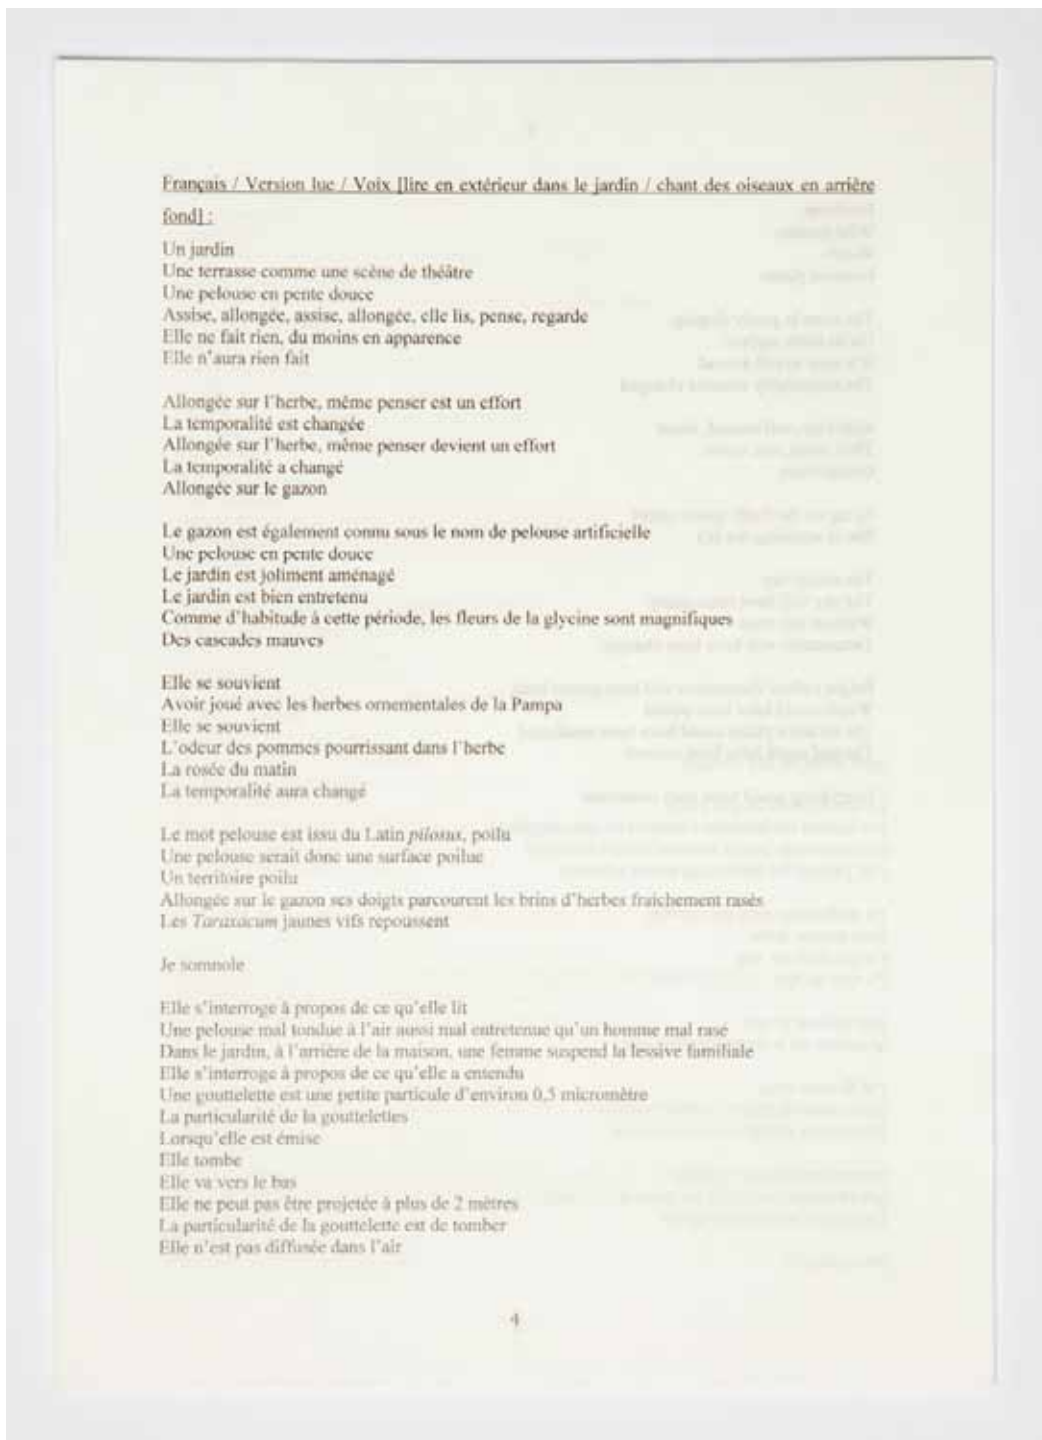 Français / Version lue / Voix [lire en extérieur dans le jardin / chant des oiseaux en arrière
fond] :
Un jardin
Une terrasse comme une scène de théâtre
Une pelouse en pente douce
Assise, allongée, assise, allongée, elle lis, pense, regarde
Elle ne fait rien, du moins en apparence
Elle n'aura rien fait
Allongée sur l'herbe, même penser est un effort
La temporalité est changée
Allongée sur l'herbe, même penser devient un effort
La temporalité a changé
Allongée sur le gazon
Le gazon est également connu sous le nom de pelouse artificielle
Une pelouse en pente douce
Le jardin est joliment aménagé
Le jardin est bien entretenu
Comme d'habitude à cette période, les fleurs de la glycine sont magnifiques
Des cascades mauves
Elle se souvient
Avoir joué avec les herbes ornementales de la Pampa
Elle se souvient
L'odeur des pommes pourrissant dans l'herbe
La rosée du matin
La temporalité aura changé
Le mot pelouse est issu du Latin pilosus, poilu
Une pelouse serait donc une surface poilue
Un territoire poilu
Allongée sur le gazon ses doigts parcourent les brins d'herbes fraichement rasés
Les Taraxacum jaunes vifs repoussent
Je somnole
Elle s'interroge à propos de ce qu'elle lit
Une pelouse mal tondue à l'air aussi mal entretenue qu'un homme mal rasé
Dans le jardin, à l'arrière de la maison, une femme suspend la lessive familiale
Elle s'interroge à propos de ce qu'elle a entendu
Une gouttelette est une petite particule d'environ 0,5 micromètre
La particularité de la gouttelettes
Lorsqu'elle est émise
Elle tombe
Elle va vers le bas
Elle ne peut pas être projetée à plus de 2 mètres
La particularité de la gouttelette est de tomber
Elle n'est pas diffusée dans l'air
4